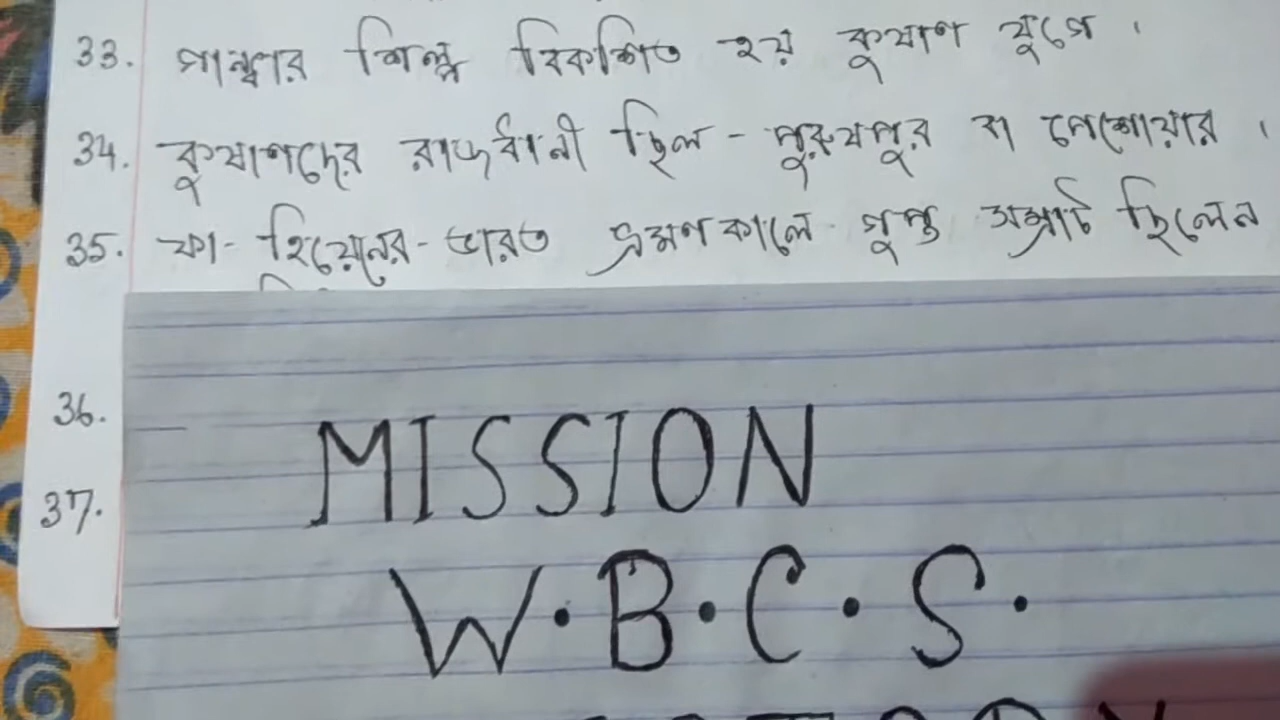 33. গান্ধার শিল্প বিকশিত হয় কুষাণ যুগে ।
34. কুষাণদের রাজধানী ছিল - পুরুষপুর বা পেশোয়ার ।
35. ফা - হিয়েনের - ভারত ভ্রমণকালে গুপ্ত সম্রাট ছিলেন
36.
37.
MISSION
W.B.C.S.